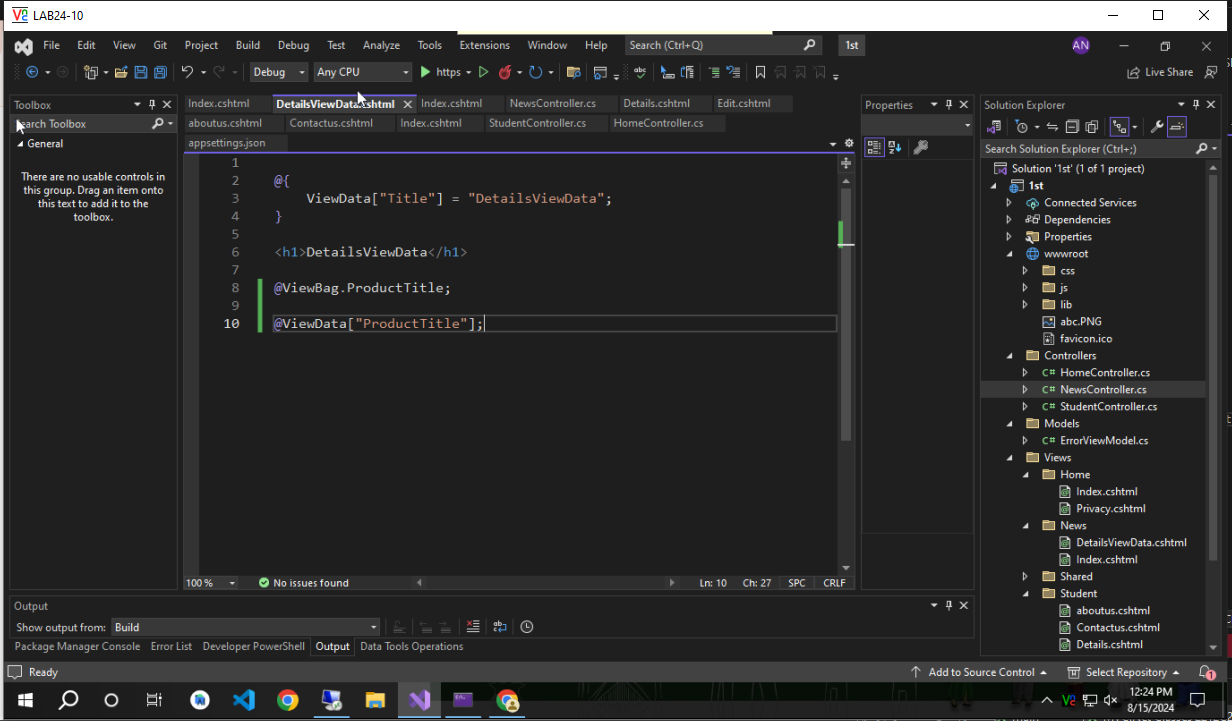 LAB24-10
File Edit View Git Project Build Debug Test Analyze Tools Extensions Window Help Search (Ctrl+Q) 1st AN
Debug Any CPU https Live Share
Toolbox
Search Toolbox
General
There are no usable controls in
this group. Drag an item onto
this text to add it to the
toolbox.
Index.cshtml DetailsViewData.cshtml Index.cshtml NewsController.cs Details.cshtml Edit.cshtml
aboutus.cshtml Contactus.cshtml Index.cshtml StudentController.cs HomeController.cs
appsettings.json
1
2 @{
3 ViewData["Title"] = "DetailsViewData";
4 }
5
6 <h1>DetailsViewData</h1>
7
8 @ViewBag.ProductTitle;
9
10 @ViewData["ProductTitle"];
100 % No issues found Ln: 10 Ch: 27 SPC CRLF
Properties
Solution Explorer
Search Solution Explorer (Ctrl+;)
Solution '1st' (1 of 1 project)
1st
Connected Services
Dependencies
Properties
wwwroot
css
js
lib
abc.PNG
favicon.ico
Controllers
C# HomeController.cs
C# NewsController.cs
C# StudentController.cs
Models
C# ErrorViewModel.cs
Views
Home
Index.cshtml
Privacy.cshtml
News
DetailsViewData.cshtml
Index.cshtml
Shared
Student
aboutus.cshtml
Contactus.cshtml
Details.cshtml
Output
Show output from: Build
Package Manager Console Error List Developer PowerShell Output Data Tools Operations
Ready Add to Source Control Select Repository 1
12:24 PM
8/15/2024